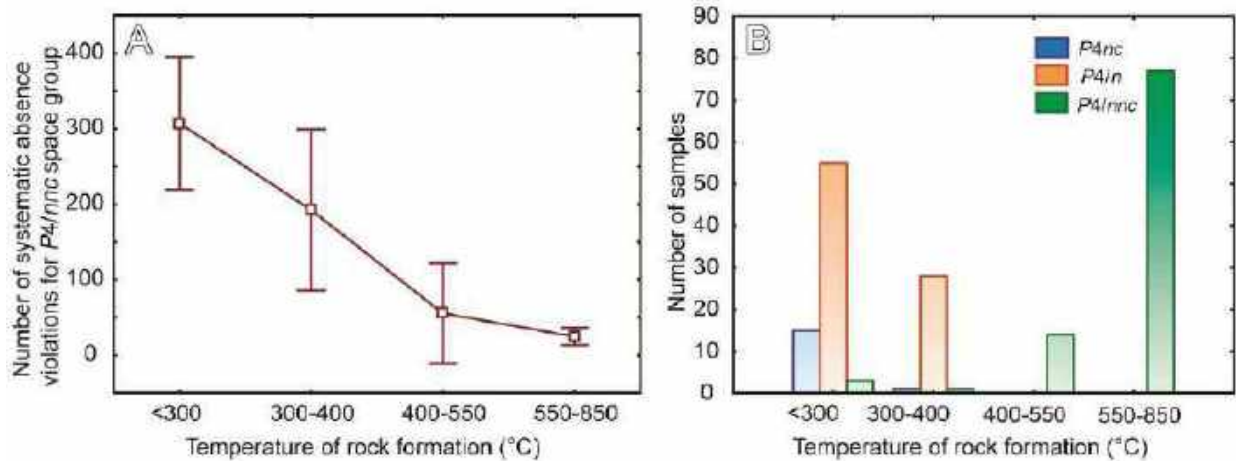 A
Number of systematic absence
violations for P4/nnc space group
400
300
200
100
0
<300
300-400
400-550
550-850
Temperature of rock formation (°C)
B
Number of samples
90
80
70
60
50
40
30
20
10
0
P4nc
P4/n
P4/nnc
<300
300-400
400-550
550-850
Temperature of rock formation (°C)